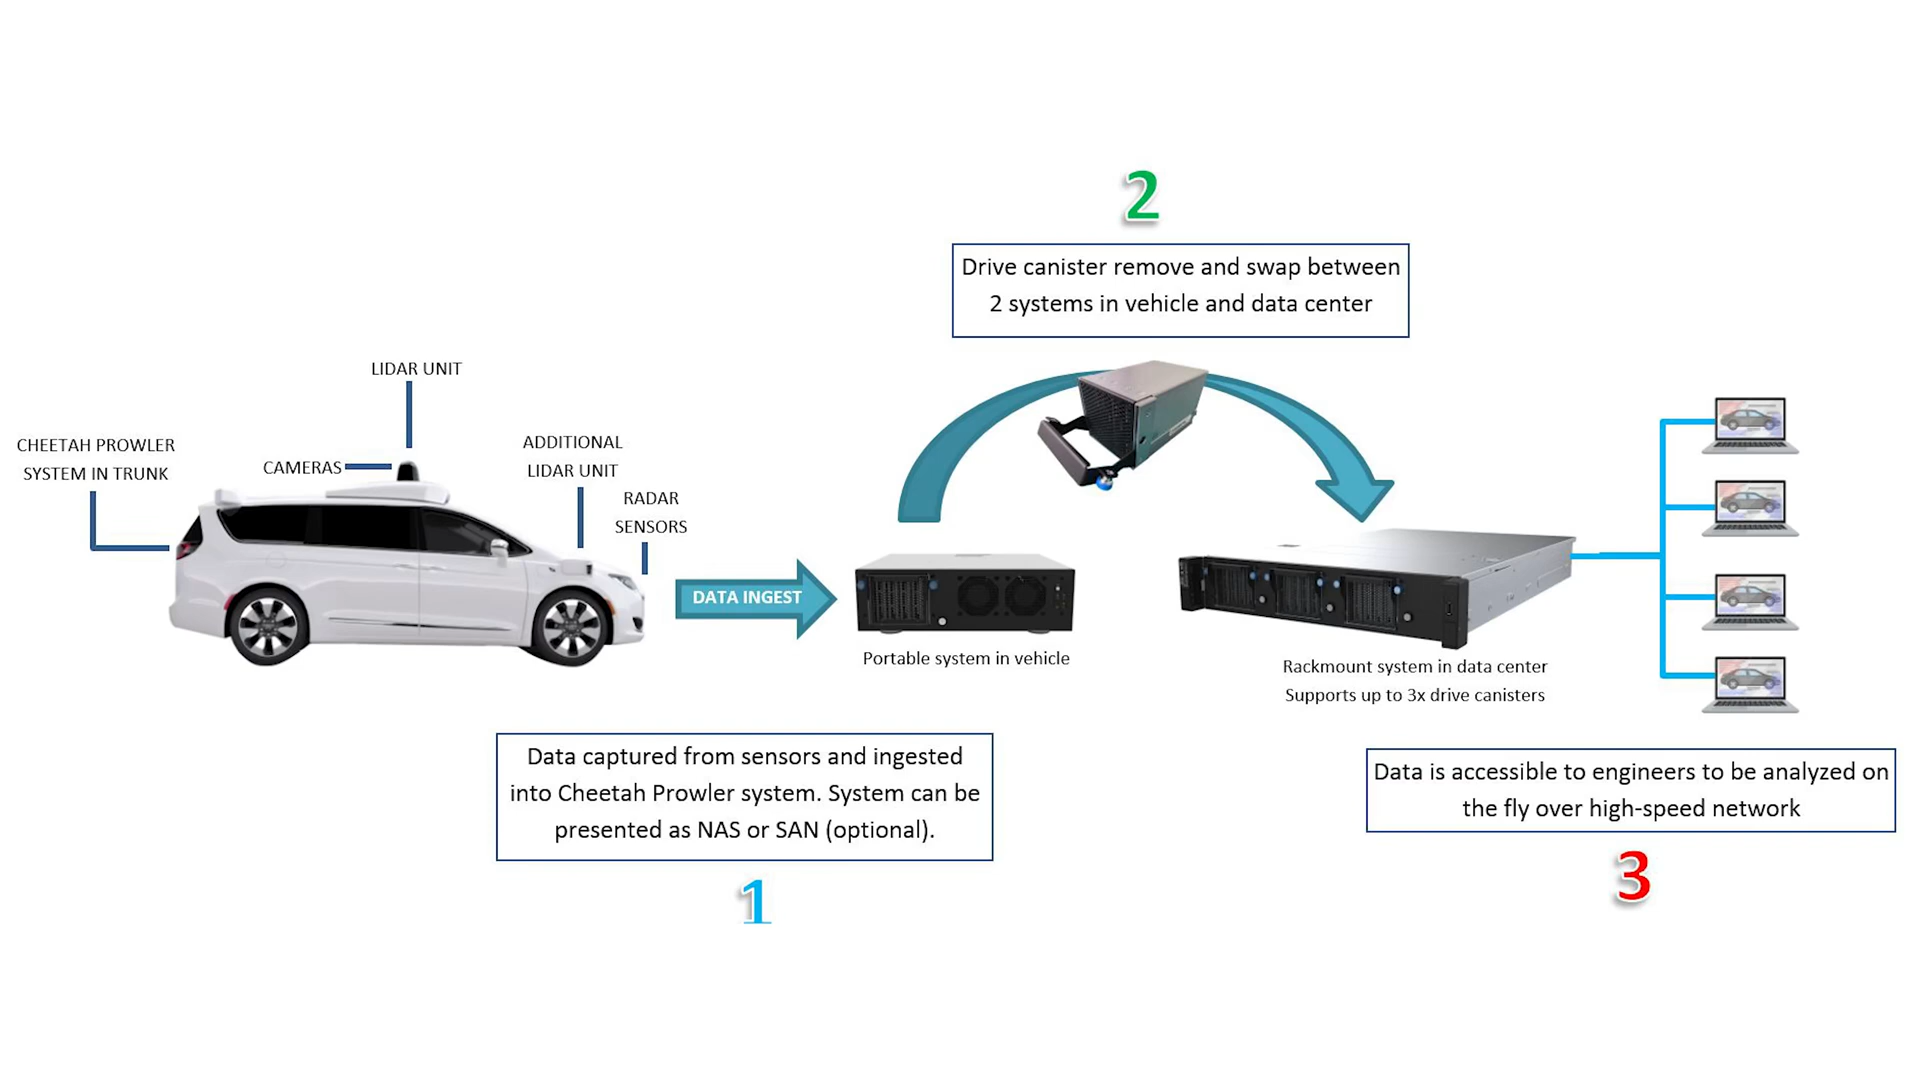 2
Drive canister remove and swap between
2 systems in vehicle and data center
LIDAR UNIT
CHEETAH PROWLER
SYSTEM IN TRUNK
CAMERAS
ADDITIONAL
LIDAR UNIT
RADAR
SENSORS
DATA INGEST
Portable system in vehicle
Rackmount system in data center
Supports up to 3x drive canisters
Data captured from sensors and ingested
into Cheetah Prowler system. System can be
presented as NAS or SAN (optional).
1
Data is accessible to engineers to be analyzed on
the fly over high-speed network
3